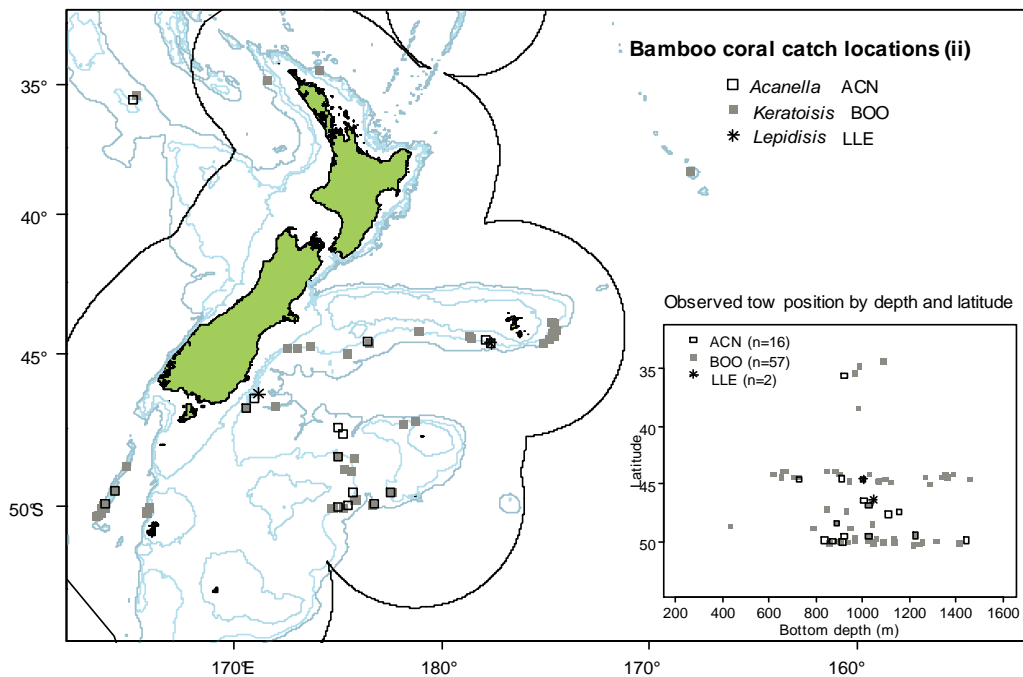 Bamboo coral catch locations (ii)
Acanella ACN
Keratoisis BOO
Lepidisis LLE
35°
40°
45°
50°S
170°E
180°
170°
160°
Observed tow position by depth and latitude
ACN (n=16)
BOO (n=57)
LLE (n=2)
35
40
45
50
Latitude
200
400
600
800
1000
1200
1400
1600
Bottom depth (m)